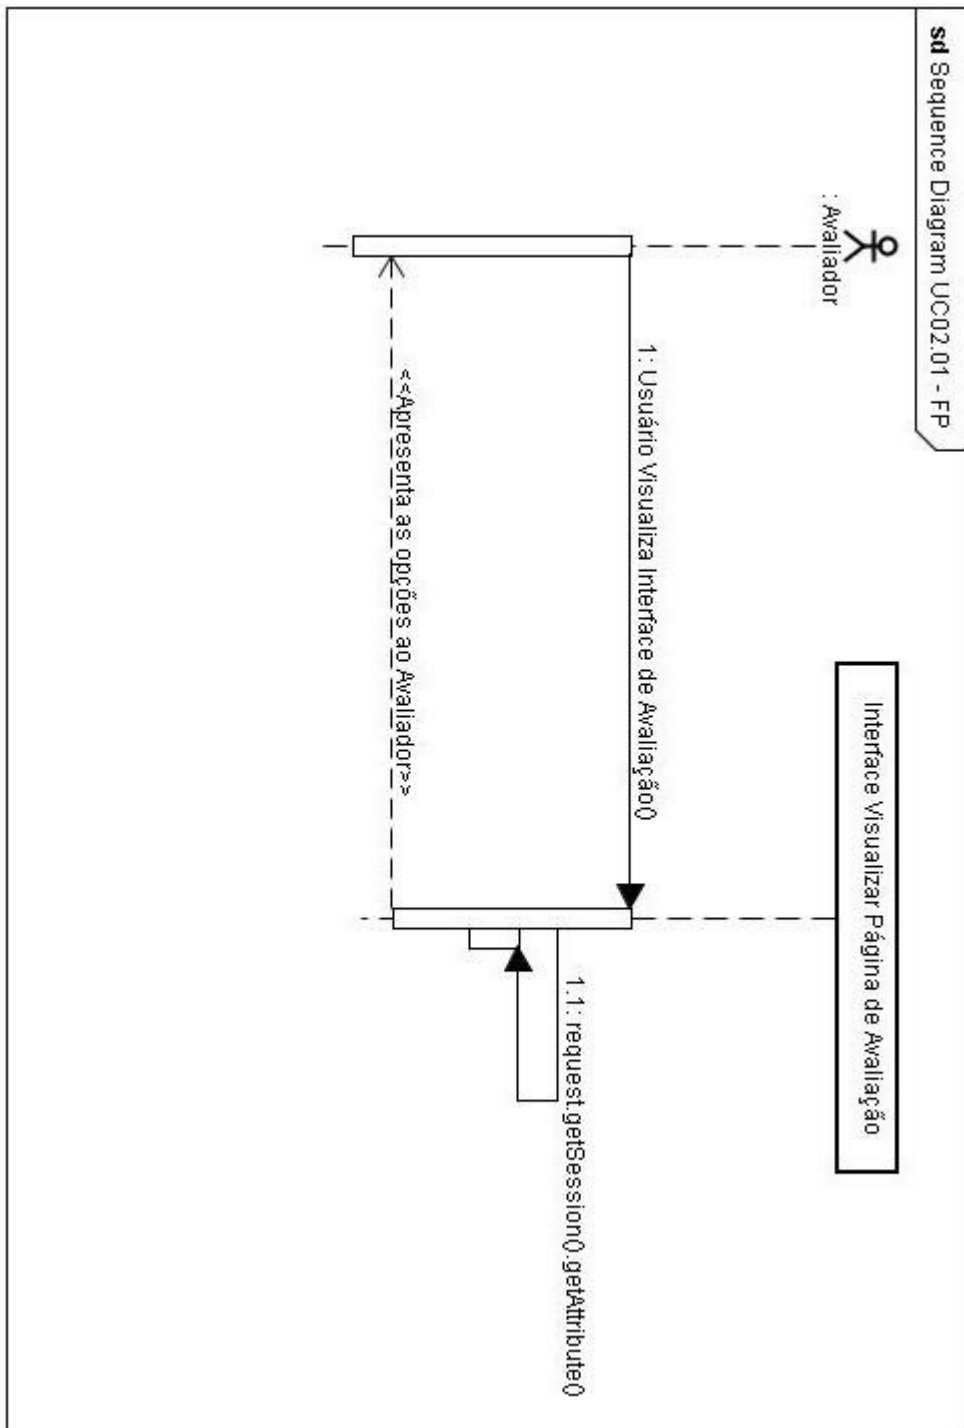 sd Sequence Diagram UC02.01 - FP
: Avaliador
Interface Visualizar Página de Avaliação
1: Usuário Visualiza Interface de Avaliação()
1.1: request.getSession().getAttribute()
<<Apresenta as opções ao Avaliador>>